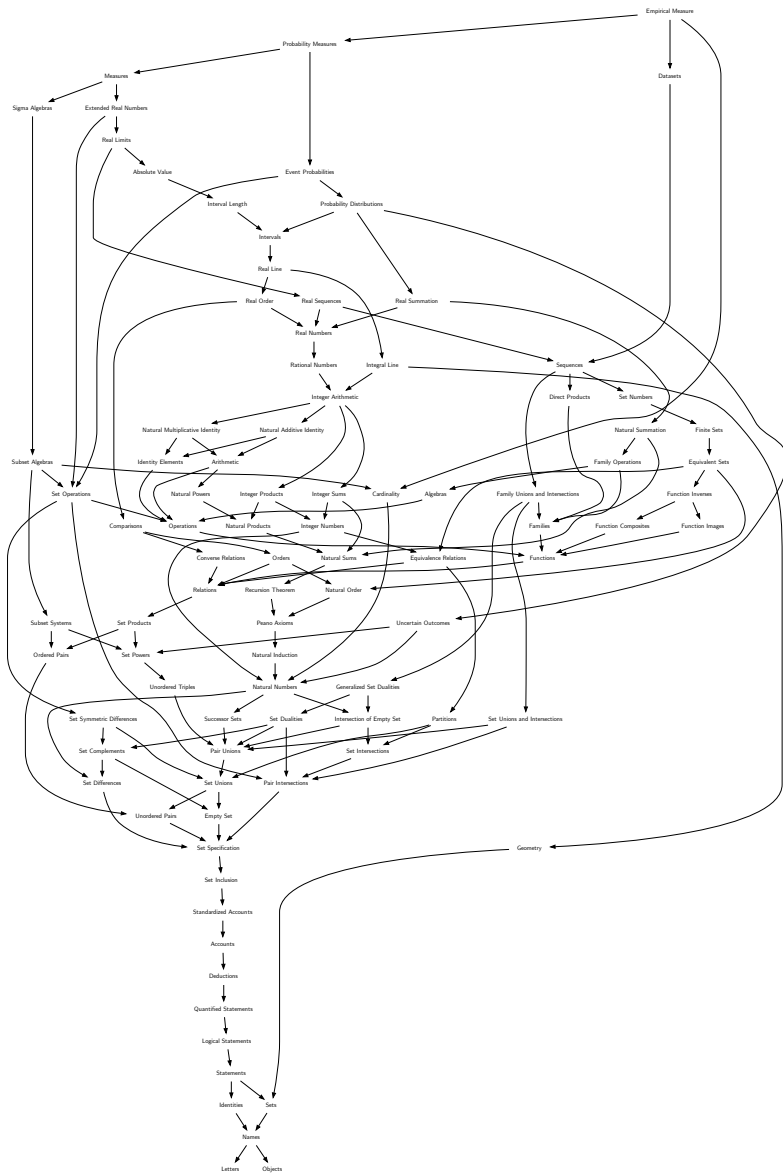 Empirical Measure
Probability Measures
Measures
Datasets
Sigma Algebras
Extended Real Numbers
Real Limits
Absolute Value
Event Probabilities
Interval Length
Probability Distributions
Intervals
Real Line
Real Order
Real Sequences
Real Summation
Real Numbers
Rational Numbers
Integral Line
Sequences
Integer Arithmetic
Direct Products
Set Numbers
Natural Multiplicative Identity
Natural Additive Identity
Natural Summation
Finite Sets
Subset Algebras
Identity Elements
Arithmetic
Family Operations
Equivalent Sets
Set Operations
Natural Powers
Integer Products
Integer Sums
Cardinality
Algebras
Family Unions and Intersections
Function Inverses
Comparisons
Operations
Natural Products
Integer Numbers
Families
Function Composites
Function Images
Converse Relations
Orders
Natural Sums
Equivalence Relations
Functions
Relations
Recursion Theorem
Natural Order
Subset Systems
Set Products
Peano Axioms
Uncertain Outcomes
Ordered Pairs
Set Powers
Natural Induction
Unordered Triples
Natural Numbers
Generalized Set Dualities
Set Symmetric Differences
Successor Sets
Set Dualities
Intersection of Empty Set
Partitions
Set Unions and Intersections
Set Complements
Pair Unions
Set Intersections
Set Differences
Set Unions
Pair Intersections
Unordered Pairs
Empty Set
Set Specification
Geometry
Set Inclusion
Standardized Accounts
Accounts
Deductions
Quantified Statements
Logical Statements
Statements
Identities
Sets
Names
Letters
Objects